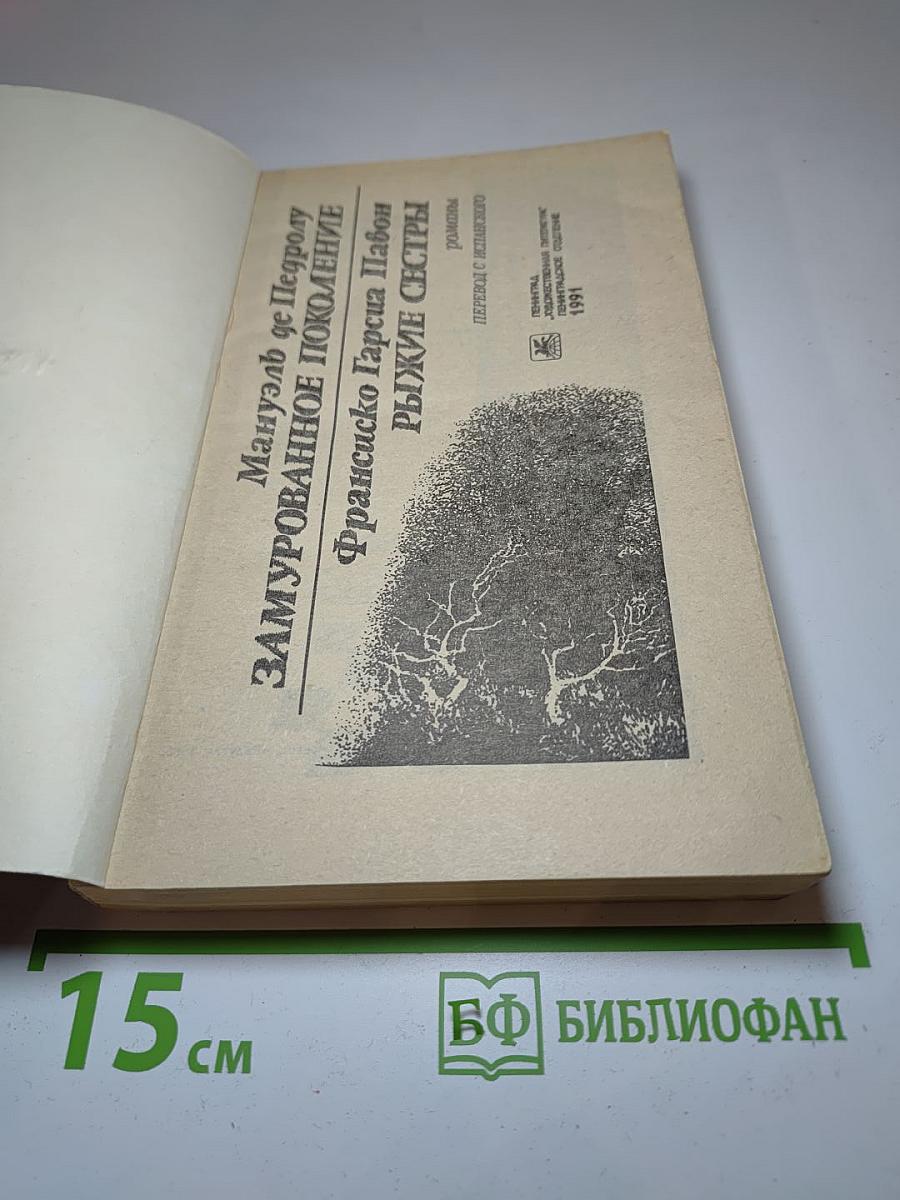 Мануэль де Педролу
ЗАМУРОВАННОЕ ПОКОЛЕНИЕ
Франсиско Гарсиа Павон
РЫЖИЕ СЕСТРЫ
романы
ПЕРЕВОД С ИСПАНСКОГО
ЛЕНИНГРАД
„ХУДОЖЕСТВЕННАЯ ЛИТЕРАТУРА“
ЛЕНИНГРАДСКОЕ ОТДЕЛЕНИЕ
1991
15 см
БФ БИБЛИОФАН